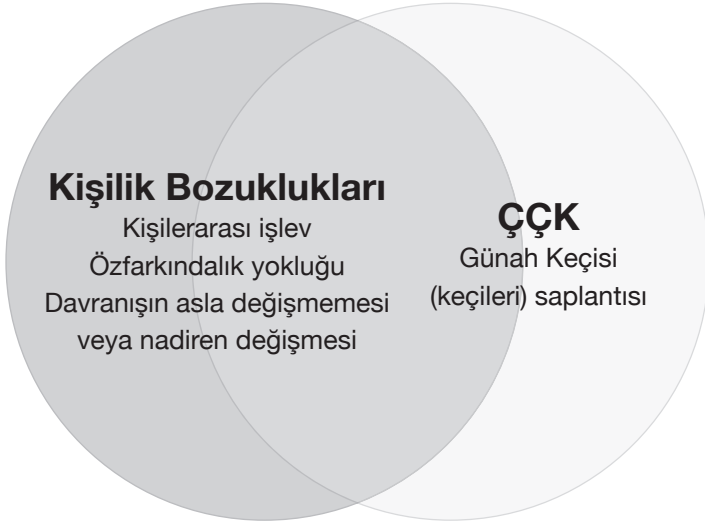 Kişilik Bozuklukları
Kişilerarası işlev
Özfarkındalık yokluğu
Davranışın asla değişmemesi
veya nadiren değişmesi
ÇÇK
Günah Keçisi
(keçileri) saplantısı